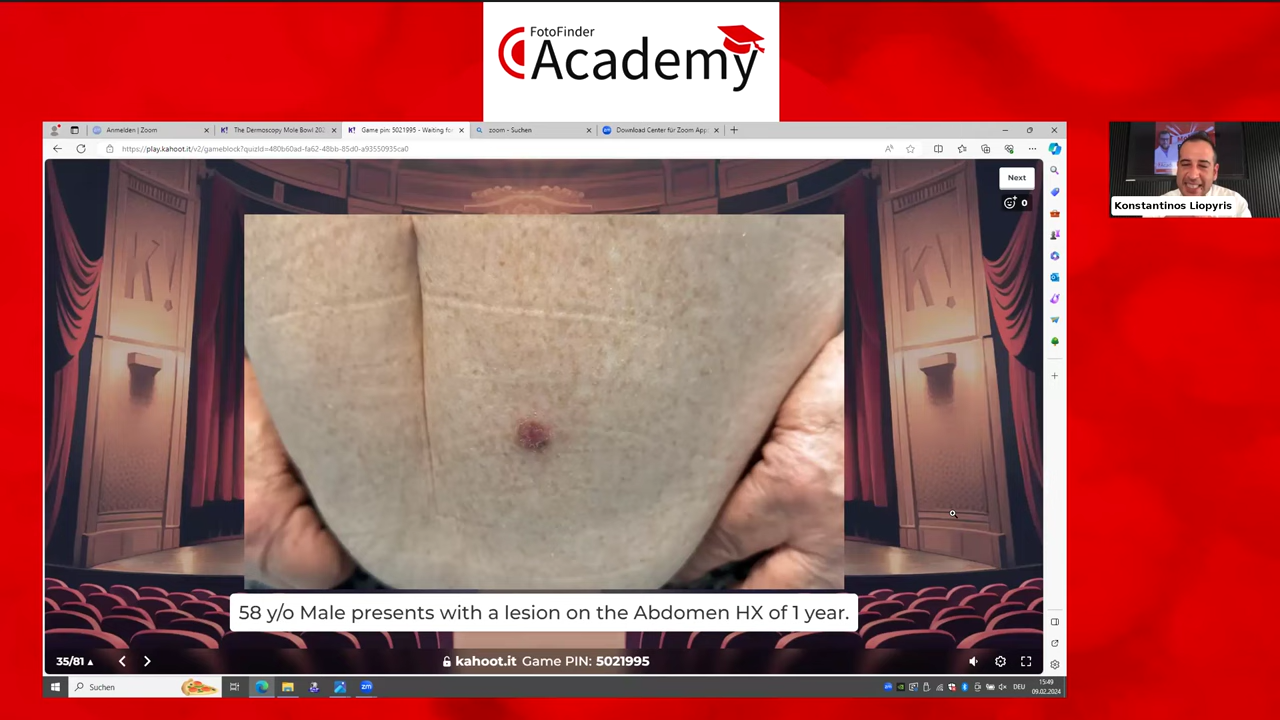 FotoFinder
Academy
Anmelden | Zoom
The Dermoscopy Mole Bowl 202
Game pin: 5021995 - Waiting for
zoom - Suchen
Download Center für Zoom App
https://play.kahoot.it/v2/gameblock?quizId=480b60ad-fa62-48bb-85d0-a93550935ca0
Next
0
K!
K!
Konstantinos Liopyris
58 y/o Male presents with a lesion on the Abdomen HX of 1 year.
35/81
kahoot.it Game PIN: 5021995
Suchen
zm
DEU
15:49
09.02.2024